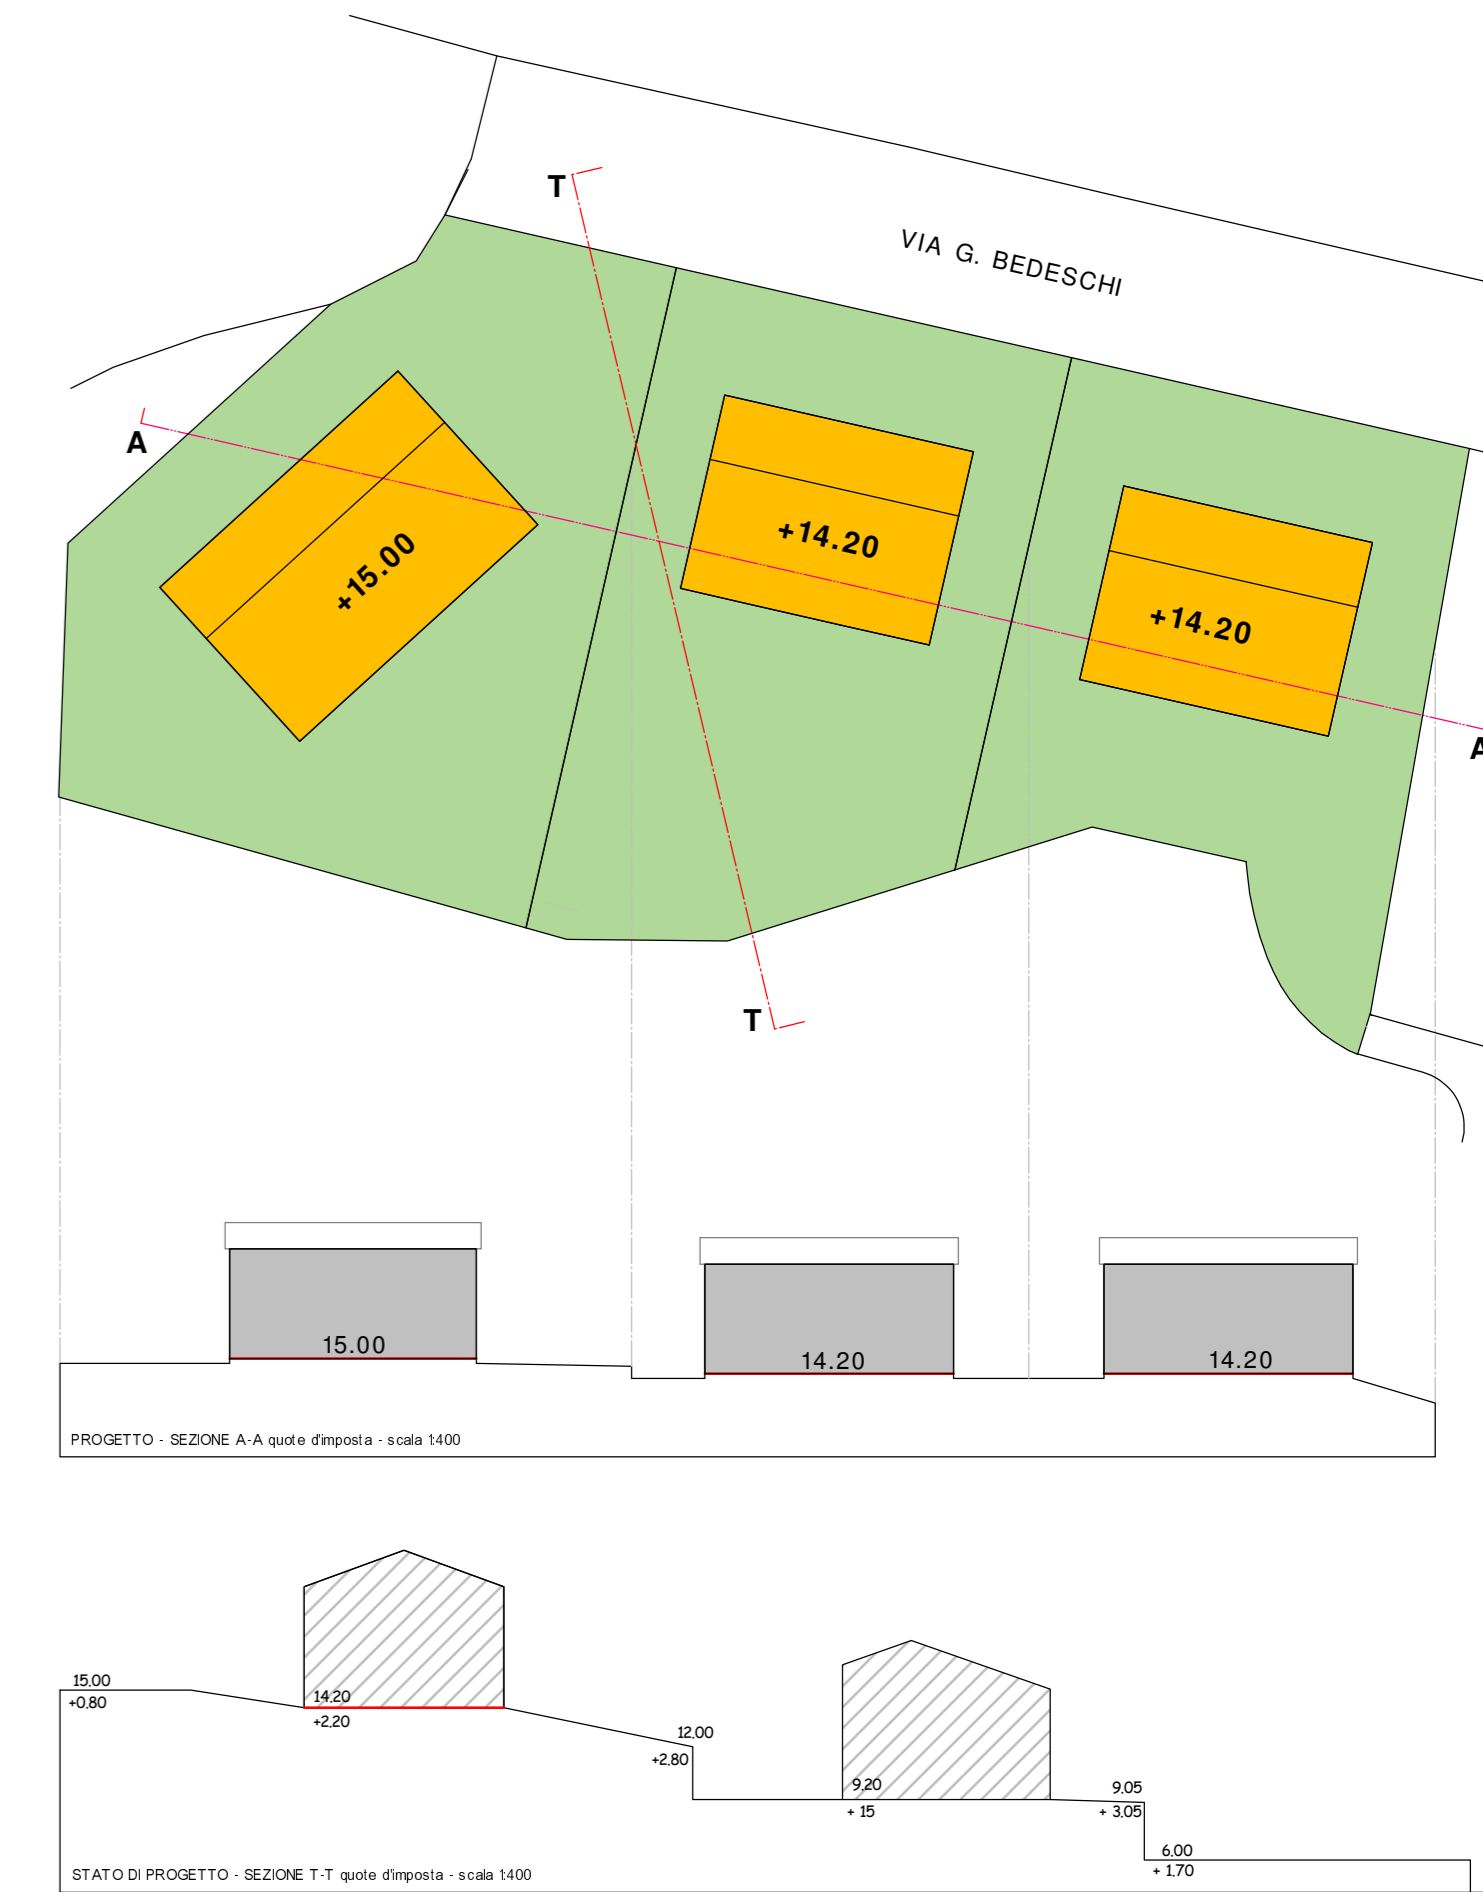 T
VIA G. BEDESCHI
A
+15.00
+14.20
+14.20
A
T
15.00
14.20
14.20
PROGETTO - SEZIONE A-A quote d'imposta - scala 1:400
15.00
+0.80
14.20
+2.20
12.00
+2.80
9.20
+ 15
9.05
+ 3.05
6.00
+ 1.70
STATO DI PROGETTO - SEZIONE T-T quote d'imposta - scala 1:400